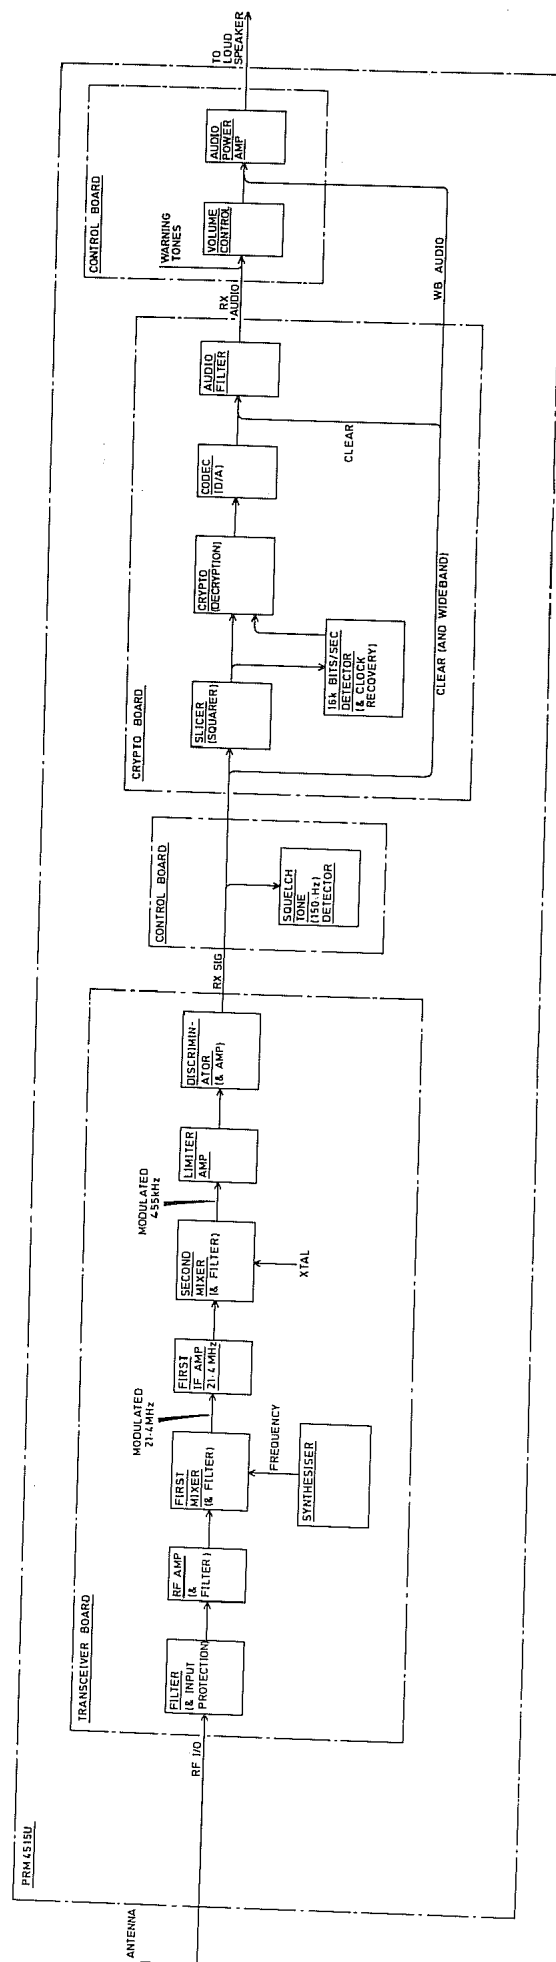 ANTENNA
PRM 4515U
RF I/O
TRANSCEIVER BOARD
FILTER
(& INPUT
PROTECTION)
RF AMP
(&
FILTER)
FIRST
MIXER
(& FILTER)
FREQUENCY
SYNTHESISER
MODULATED
21·4MHz
FIRST
IF AMP
21·4MHz
SECOND
MIXER
(& FILTER)
XTAL
MODULATED
455kHz
LIMITER
AMP
DISCRIMIN-
ATOR
(& AMP)
RX SIG
CONTROL BOARD
SQUELCH
TONE
(150·Hz)
DETECTOR
CRYPTO BOARD
SLICER
(SQUARER)
16k BITS/SEC
DETECTOR
(& CLOCK
RECOVERY)
CRYPTO
(DECRYPTION)
CODEC
(D/A)
AUDIO
FILTER
CLEAR
CLEAR (AND WIDEBAND)
WB AUDIO
RX
AUDIO
CONTROL BOARD
WARNING
TONES
VOLUME
CONTROL
AUDIO
POWER
AMP
TO
LOUD
SPEAKER